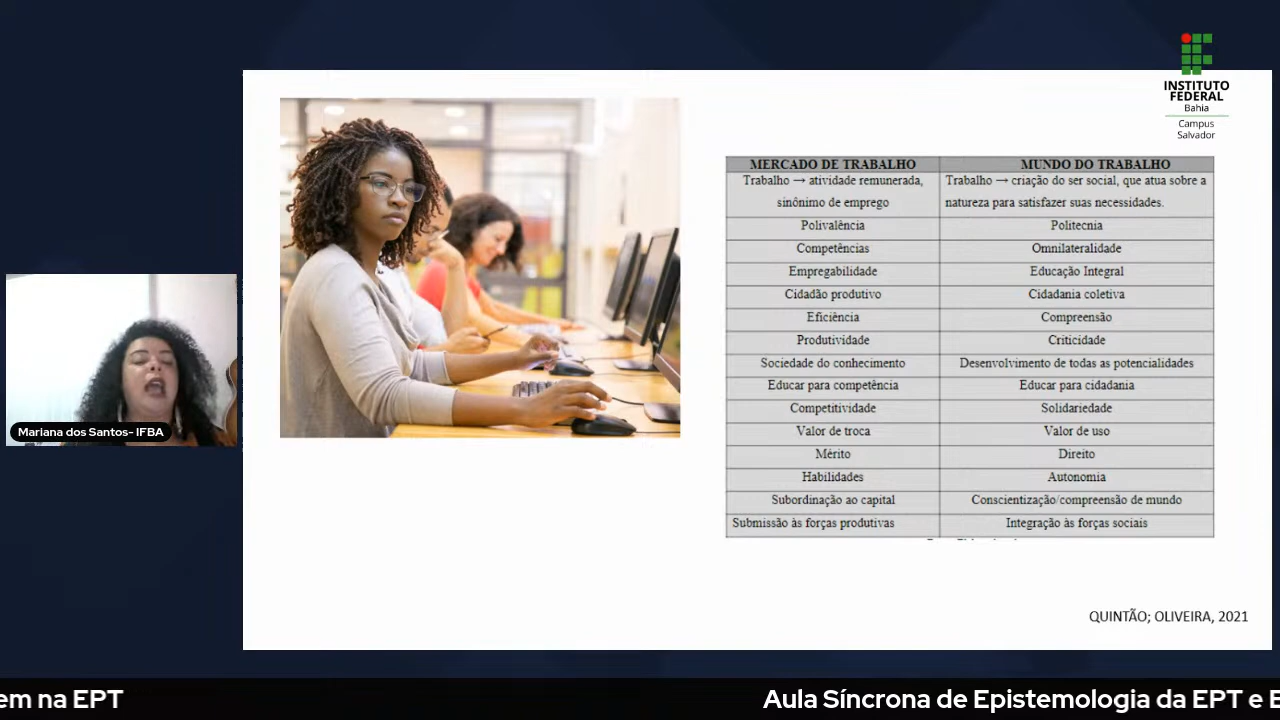 INSTITUTO
FEDERAL
Bahia
Campus
Salvador
MERCADO DE TRABALHO MUNDO DO TRABALHO
Trabalho → atividade remunerada, sinônimo de emprego
Trabalho → criação do ser social, que atua sobre a natureza para satisfazer suas necessidades.
Polivalência Politecnia
Competências Omnilateralidade
Empregabilidade Educação Integral
Cidadão produtivo Cidadania coletiva
Eficiência Compreensão
Produtividade Criticidade
Sociedade do conhecimento Desenvolvimento de todas as potencialidades
Educar para competência Educar para cidadania
Competitividade Solidariedade
Valor de troca Valor de uso
Mérito Direito
Habilidades Autonomia
Subordinação ao capital Conscientização/compreensão de mundo
Submissão às forças produtivas Integração às forças sociais
Mariana dos Santos- IFBA
QUINTÃO; OLIVEIRA, 2021
em na EPT Aula Síncrona de Epistemologia da EPT e E